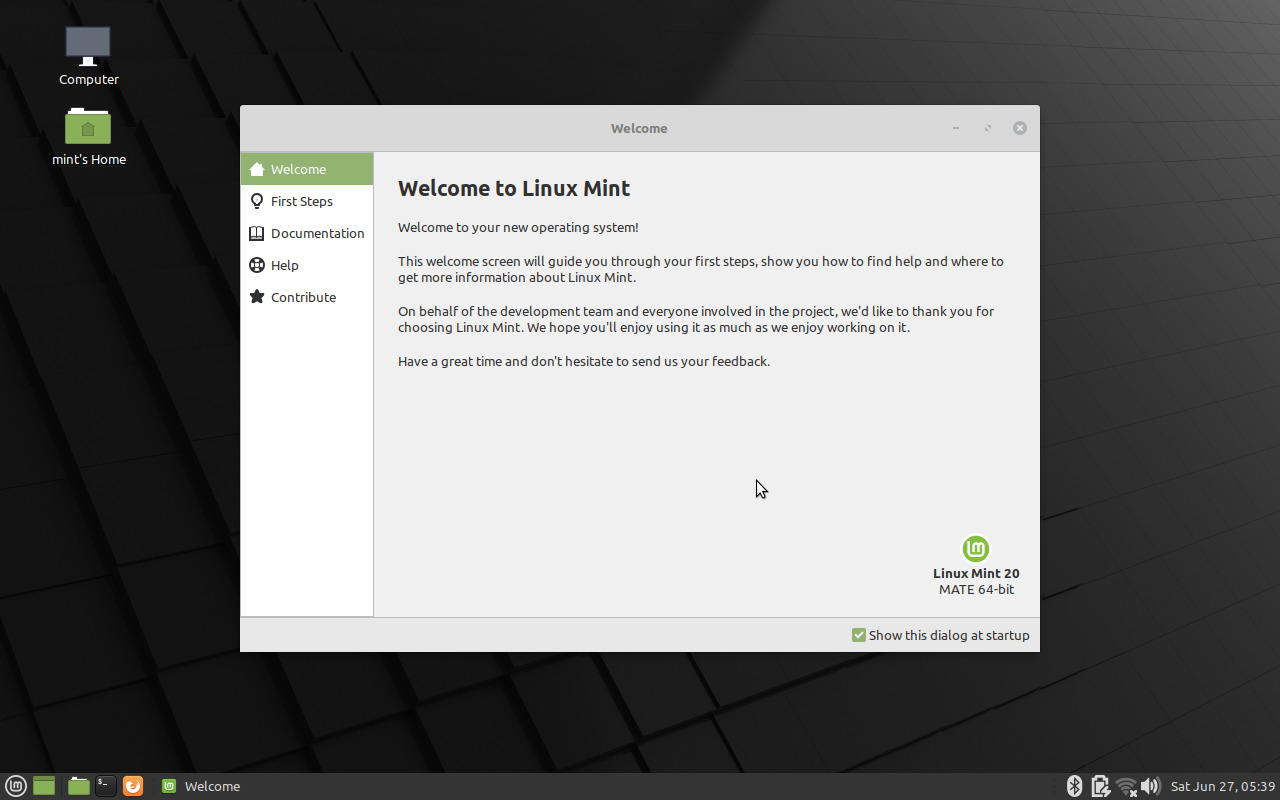 Computer
mint's Home
Welcome
Welcome
First Steps
Documentation
Help
Contribute
Welcome to Linux Mint
Welcome to your new operating system!
This welcome screen will guide you through your first steps, show you how to find help and where to
get more information about Linux Mint.
On behalf of the development team and everyone involved in the project, we'd like to thank you for
choosing Linux Mint. We hope you'll enjoy using it as much as we enjoy working on it.
Have a great time and don't hesitate to send us your feedback.
Linux Mint 20
MATE 64-bit
Show this dialog at startup
Welcome
Sat Jun 27, 05:39